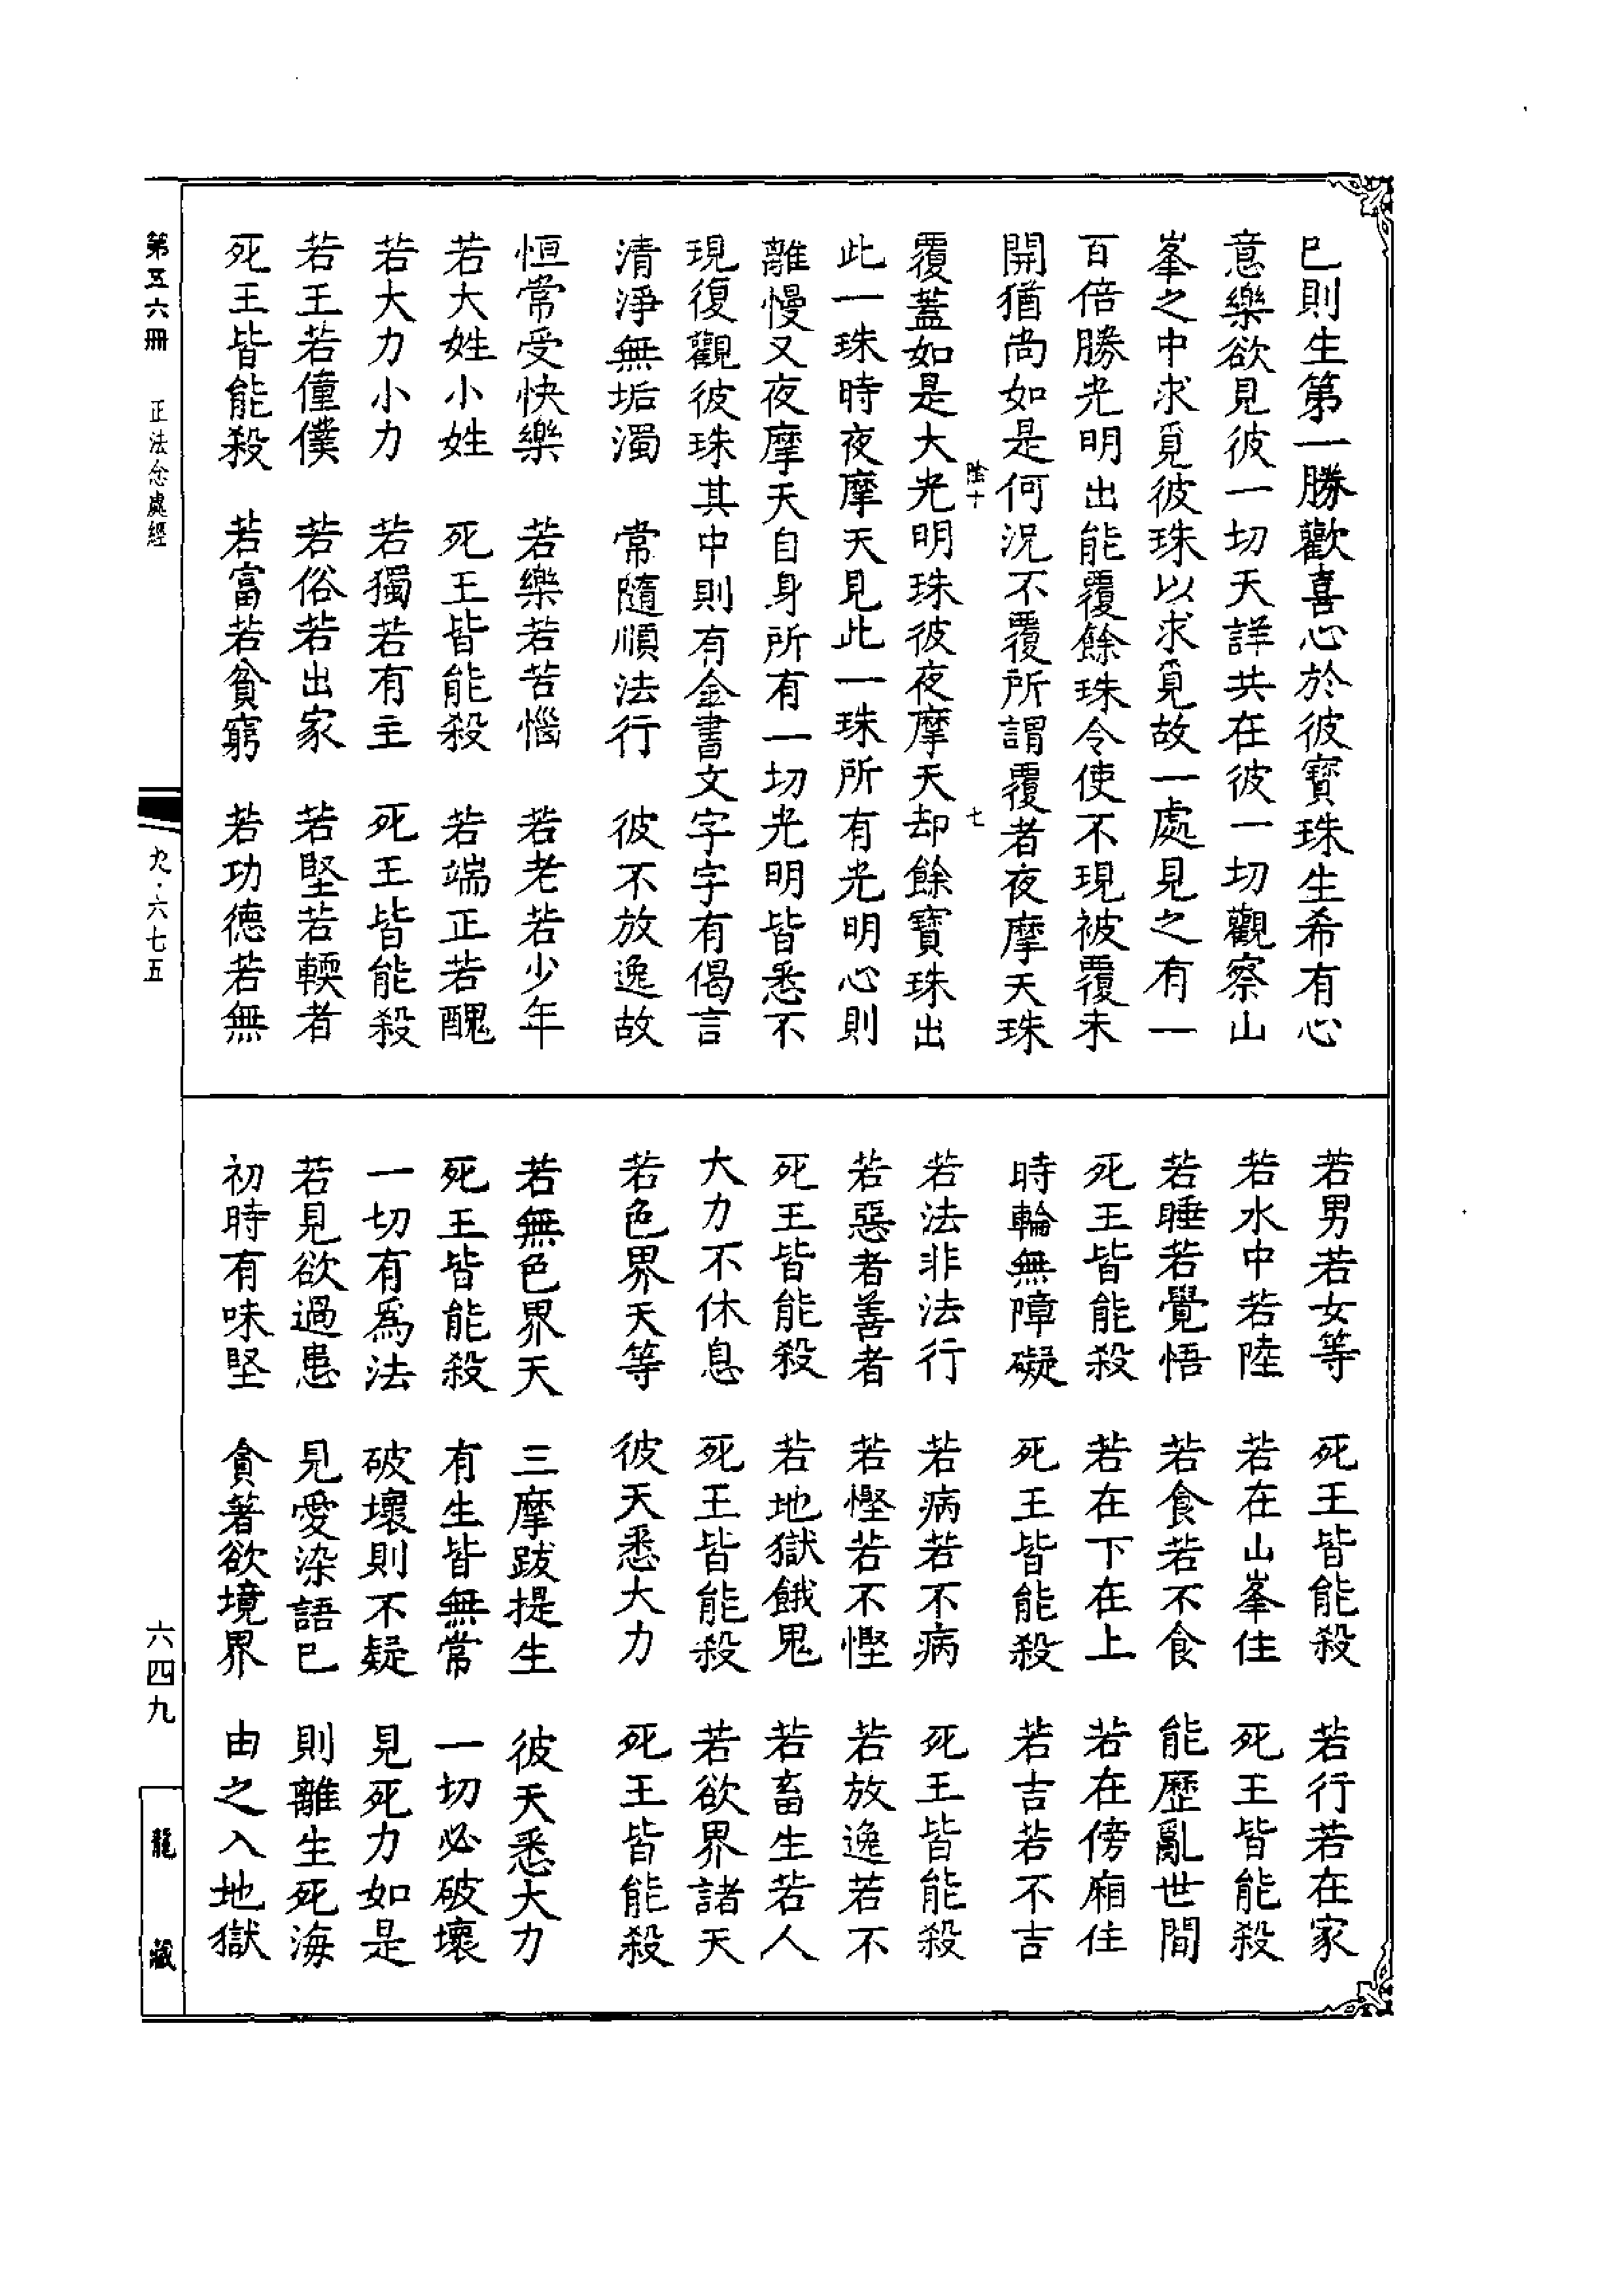 已則生第一勝歡喜心於彼寶珠生希有心
意樂欲見彼一切天詳共在彼一切觀察山
峯之中求覓彼珠以求覓故一處見之有一
百倍勝光明出能覆餘珠令使不現被覆未
開猶尚如是何況不覆所謂覆者夜摩天珠
陰十 七
覆蓋如是大光明珠彼夜摩天却餘寶珠出
此一珠時夜摩天見此一珠所有光明心則
離慢又夜摩天自身所有一切光明皆悉不
現復觀彼珠其中則有金書文字字有偈言
清淨無垢濁 常隨順法行 彼不放逸故
恒常受快樂 若樂若苦惱 若老若少年
若大姓小姓 死王皆能殺 若端正若醜
若大力小力 若獨若有主 死王皆能殺
若王若僮僕 若俗若出家 若堅若輭者
死王皆能殺 若富若貧窮 若功德若無
若男若女等 死王皆能殺 若行若在家
若水中若陸 若在山峯住 死王皆能殺
若睡若覺悟 若食若不食 能歷亂世間
死王皆能殺 若在下在上 若在傍廂住
時輪無障礙 死王皆能殺 若吉若不吉
若法非法行 若病若不病 死王皆能殺
若惡者善者 若慳若不慳 若放逸若不
死王皆能殺 若地獄餓鬼 若畜生若人
大力不休息 死王皆能殺 若欲界諸天
若色界天等 彼天悉大力 死王皆能殺
若無色界天 三摩跋提生 彼天悉大力
死王皆能殺 有生皆無常 一切必破壞
一切有爲法 破壞則不疑 見死力如是
若見欲過患 見愛染語已 則離生死海
初時有味堅 貪著欲境界 由之入地獄
第五六冊 正法念處經 九·六七五 六四九 龍藏